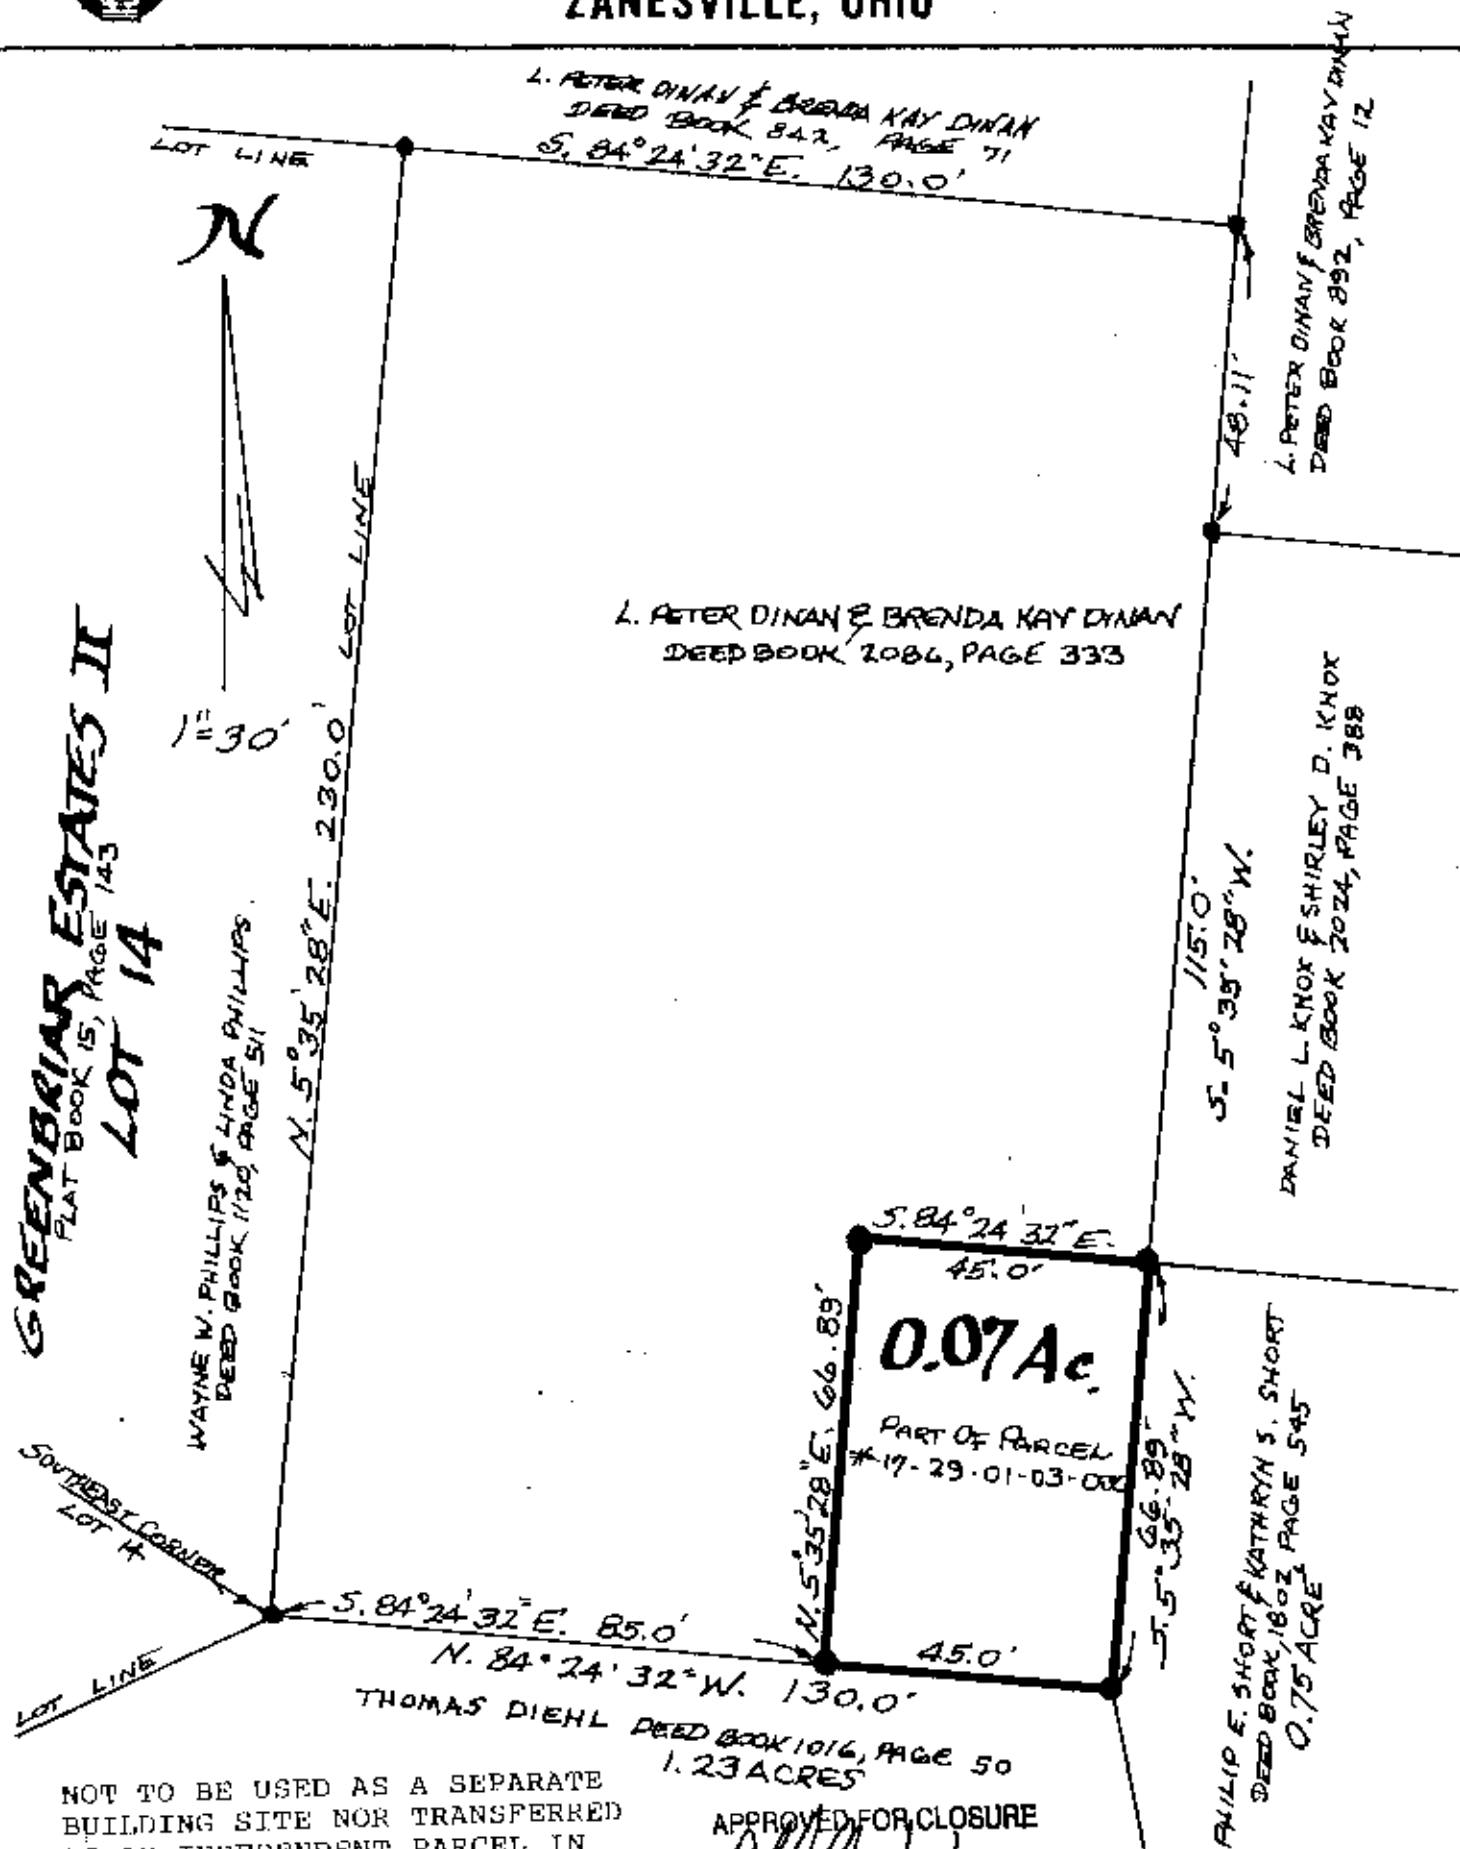 ZANESVILLE, OHIO
L. PETER DINAN & BRENDA KAY DINAN
DEED BOOK 842, PAGE 71
S. 84° 24' 32" E. 130.0'
LOT LINE
N
1" = 30'
L. PETER DINAN & BRENDA KAY DINAN
DEED BOOK 892, PAGE 12
48.11'
LOT LINE
N. 5° 35' 28" E. 230.0'
L. PETER DINAN & BRENDA KAY DINAN
DEED BOOK 2086, PAGE 333
GREENBRIAR ESTATES II
PLAT BOOK 15, PAGE 143
LOT 14
WAYNE W. PHILLIPS & LINDA PHILLIPS
DEED BOOK 1120, PAGE 511
115.0'
S. 5° 35' 28" W.
DANIEL L. KNOX & SHIRLEY D. KNOX
DEED BOOK 2024, PAGE 388
S. 84° 24' 32" E.
45.0'
N. 5° 35' 28" E. 66.89'
0.07 Ac.
PART OF PARCEL
#17-29-01-03-
66.89'
S. 5° 35' 28" W.
PHILIP E. SHORT & KATHRYN S. SHORT
DEED BOOK 1802, PAGE 545
0.75 ACRE
SOUTHEAST CORNER
LOT 14
LOT LINE
S. 84° 24' 32" E. 85.0'
45.0'
N. 84° 24' 32" W. 130.0'
THOMAS DIEHL DEED BOOK 1016, PAGE 50
1.23 ACRES
NOT TO BE USED AS A SEPARATE
BUILDING SITE NOR TRANSFERRED
AS AN INDEPENDENT PARCEL IN
APPROVED FOR CLOSURE